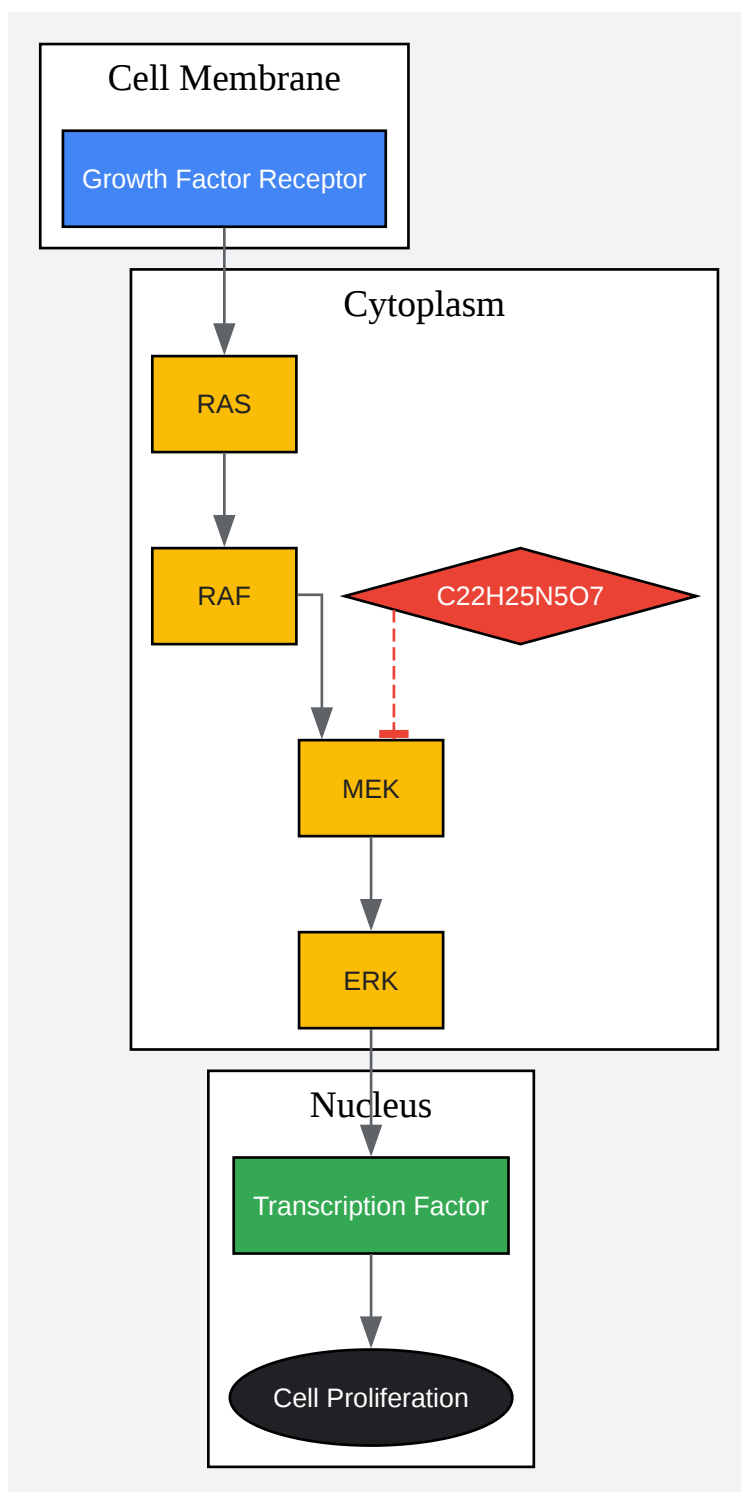 Cell Membrane
Growth Factor Receptor
Cytoplasm
RAS
RAF
C22H25N5O7
MEK
ERK
Nucleus
Transcription Factor
Cell Proliferation